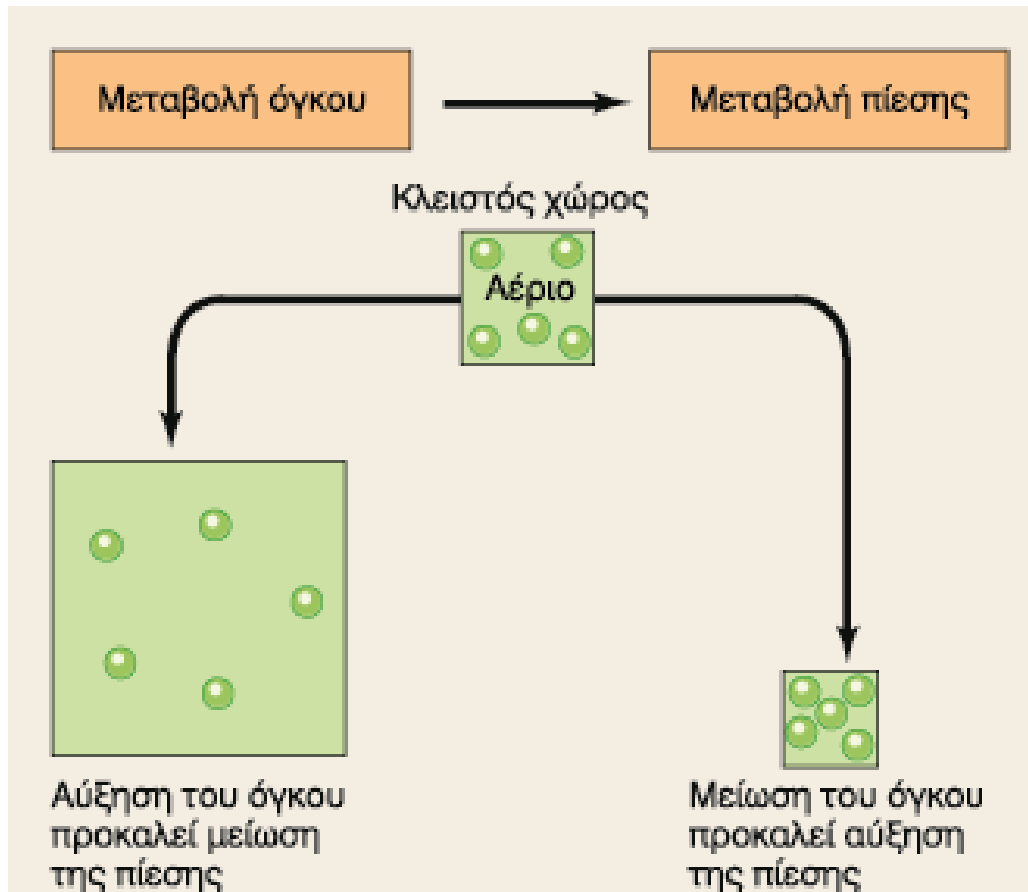 Μεταβολή όγκου
Μεταβολή πίεσης
Κλειστός χώρος
Αέριο
Αύξηση του όγκου
προκαλεί μείωση
της πίεσης
Μείωση του όγκου
προκαλεί αύξηση
της πίεσης